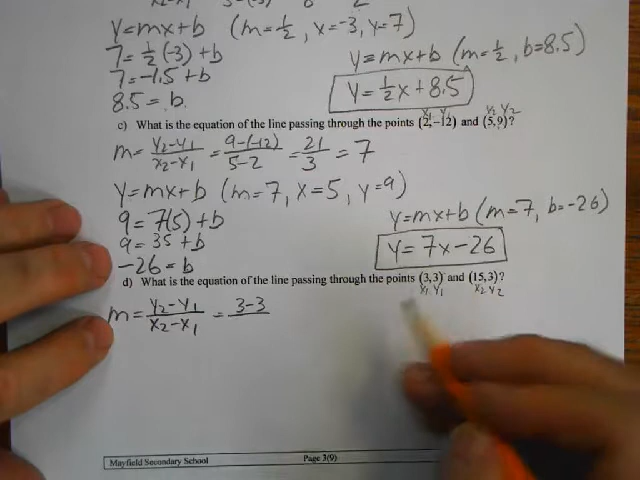 y=mx+b (m=½, x=-3, y=7)
7=½(-3)+b
7=-1.5+b
8.5=b
y=mx+b (m=½, b=8.5)
y=½x+8.5
c) What is the equation of the line passing through the points (2,-12) and (5,9)?
x₁ y₁ x₂ y₂
m= y₂-y₁ / x₂-x₁ = 9-(-12) / 5-2 = 21/3 = 7
y=mx+b (m=7, x=5, y=9)
9=7(5)+b
9=35+b
-26=b
y=mx+b (m=7, b=-26)
y=7x-26
d) What is the equation of the line passing through the points (3,3) and (15,3)?
x₁ y₁ x₂ y₂
m= y₂-y₁ / x₂-x₁ = 3-3
Mayfield Secondary School Page 3(9)